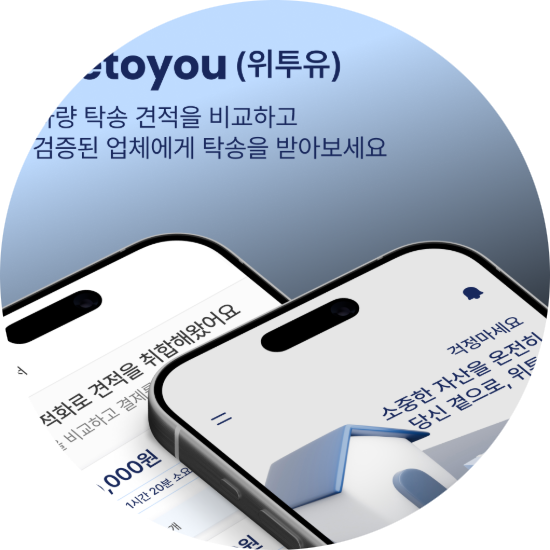 etoyou (위투유)
차량 탁송 견적을 비교하고
검증된 업체에게 탁송을 받아보세요
적화로 견적을 취합해왔어요
비교하고 결제
,000원
1시간 20분 소요
개
원
걱정마세요
소중한 자산을 온전히
당신 곁으로, 위투